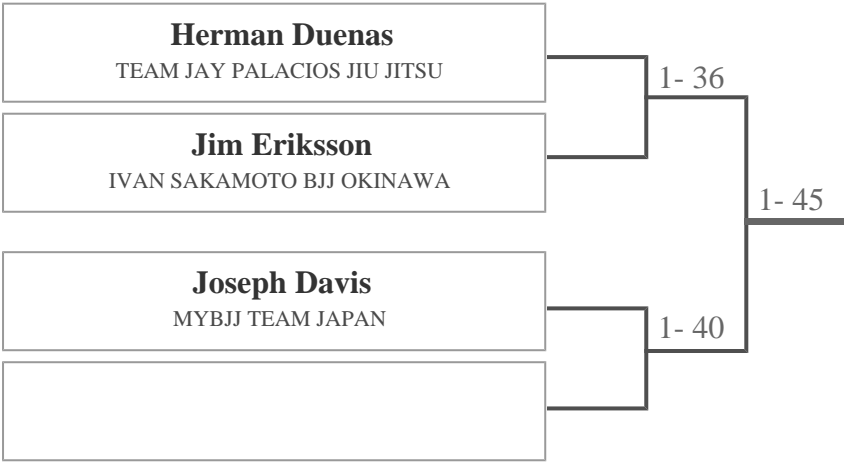 Herman Duenas
TEAM JAY PALACIOS JIU JITSU
1- 36
Jim Eriksson
IVAN SAKAMOTO BJJ OKINAWA
1- 45
Joseph Davis
MYBJJ TEAM JAPAN
1- 40